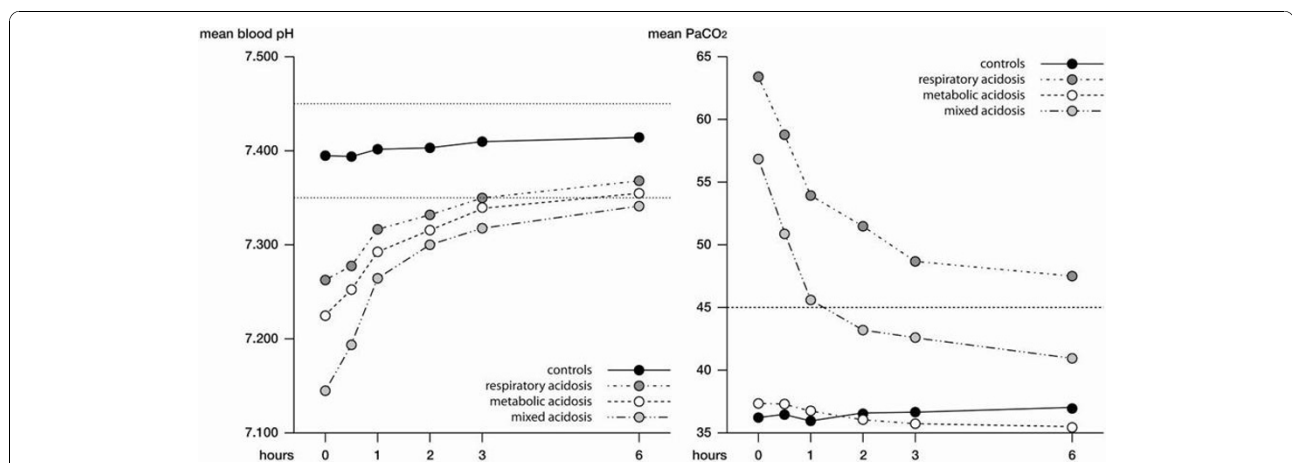 mean blood pH
7.500
7.400
7.300
7.200
7.100
controls
respiratory acidosis
metabolic acidosis
mixed acidosis
hours 0 1 2 3 6
mean PaCO2
65
60
55
50
45
40
35
controls
respiratory acidosis
metabolic acidosis
mixed acidosis
hours 0 1 2 3 6